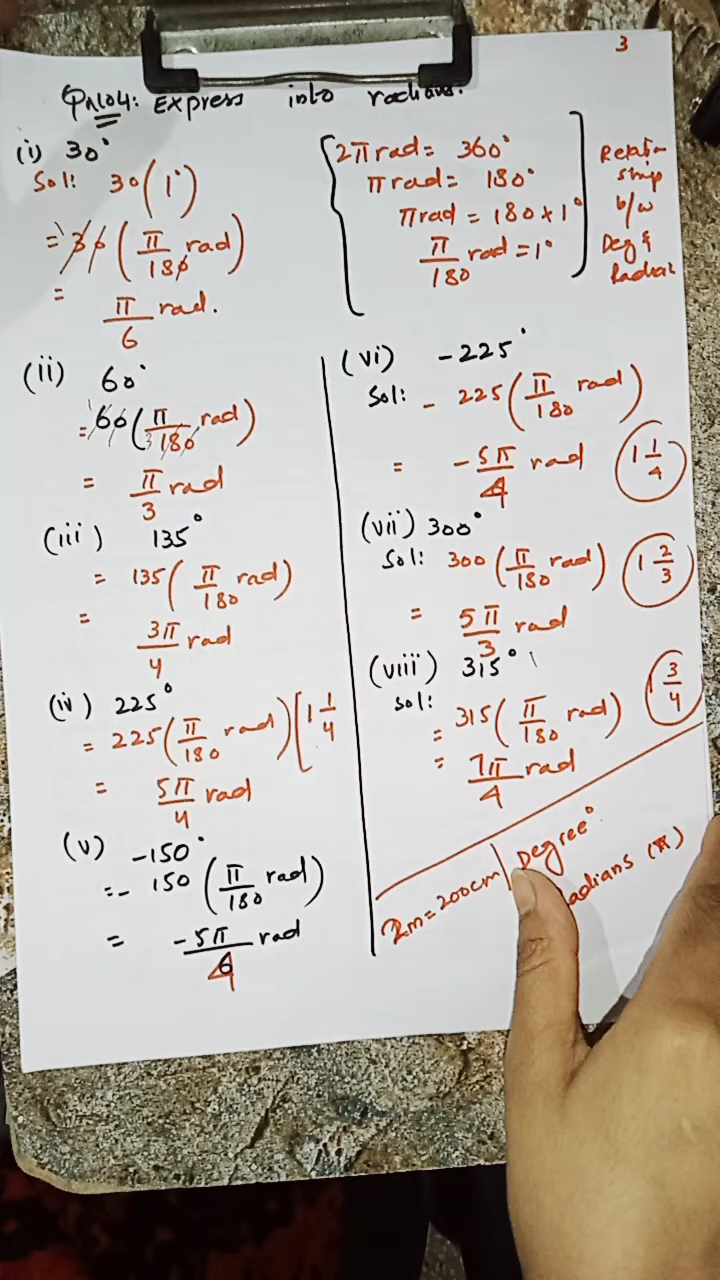 3
QNo4: Express into radians.
(i) 30°
Sol: 30(1°)
= 30 (π/180 rad)
= π/6 rad.
2π rad = 360°
π rad = 180°
π rad = 180 × 1°
π/180 rad = 1°
Relation
ship
b/w
Deg &
Radian
(ii) 60°
= 60 (π/180 rad)
= π/3 rad
(iii) 135°
= 135 (π/180 rad)
= 3π/4 rad
(iv) 225°
= 225 (π/180 rad) [1 1/4
= 5π/4 rad
(v) -150°
= - 150 (π/180 rad)
= -5π/6 rad
(vi) -225°
Sol: - 225 (π/180 rad)
= -5π/4 rad 1 1/4
(vii) 300°
Sol: 300 (π/180 rad) 1 2/3
= 5π/3 rad
(viii) 315°
Sol: = 315 (π/180 rad) 3/4
= 7π/4 rad
2m = 200cm | Degree°
adians (π)